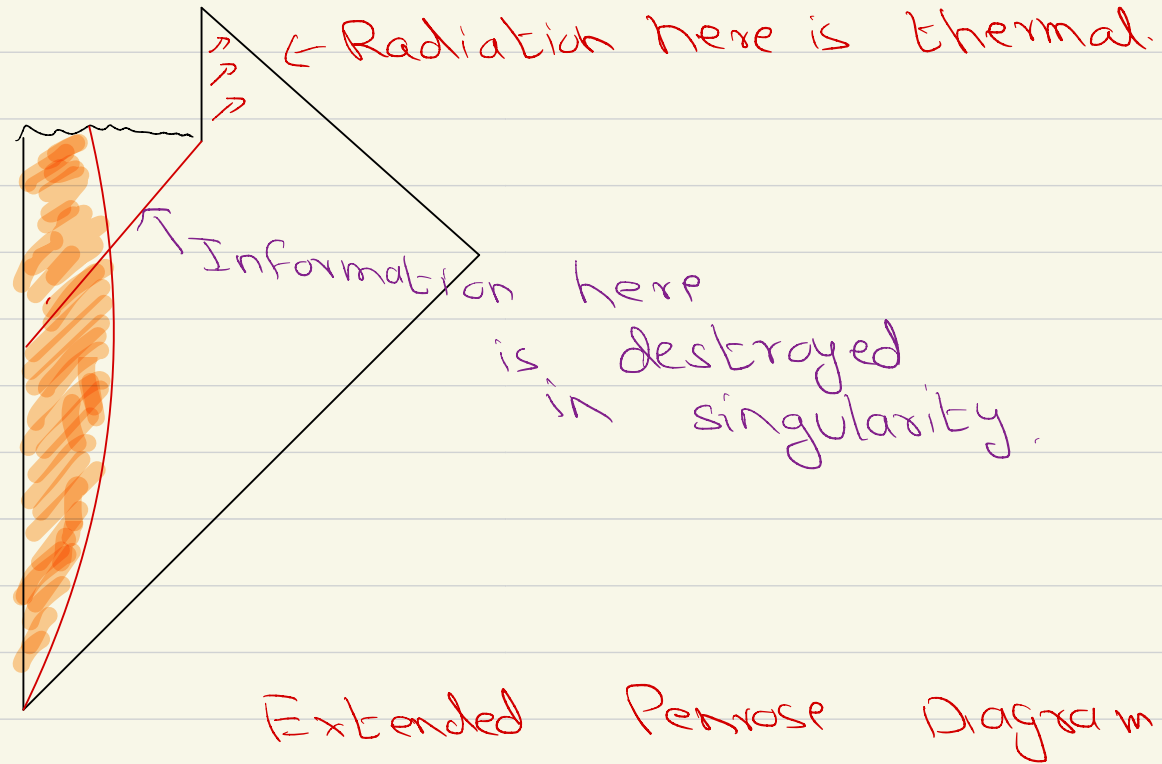 ← Radiation here is thermal.
Information here
is destroyed
in singularity.
Extended Penrose Diagram